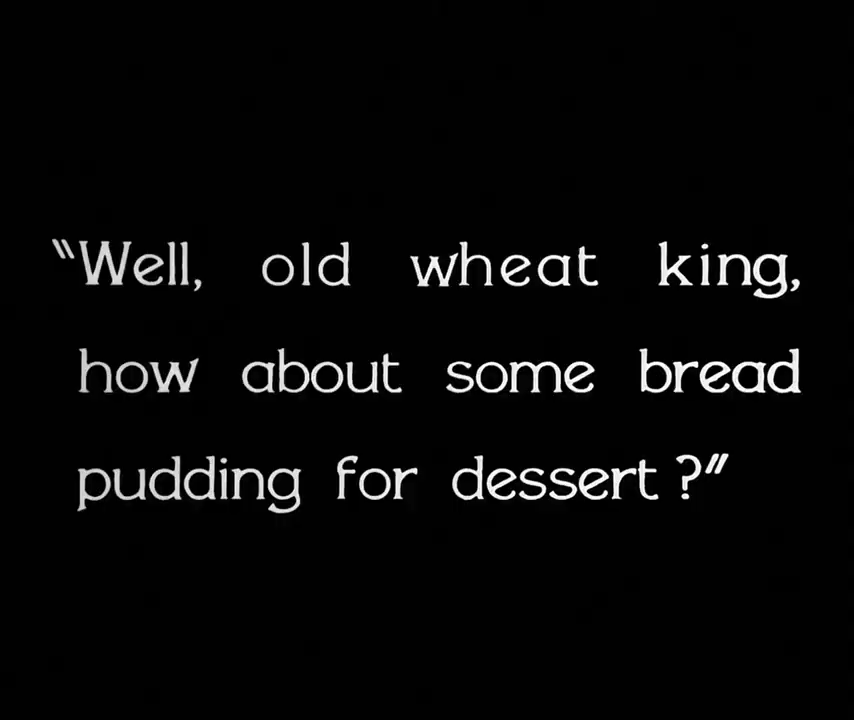 "Well, old wheat king,
how about some bread
pudding for dessert?"